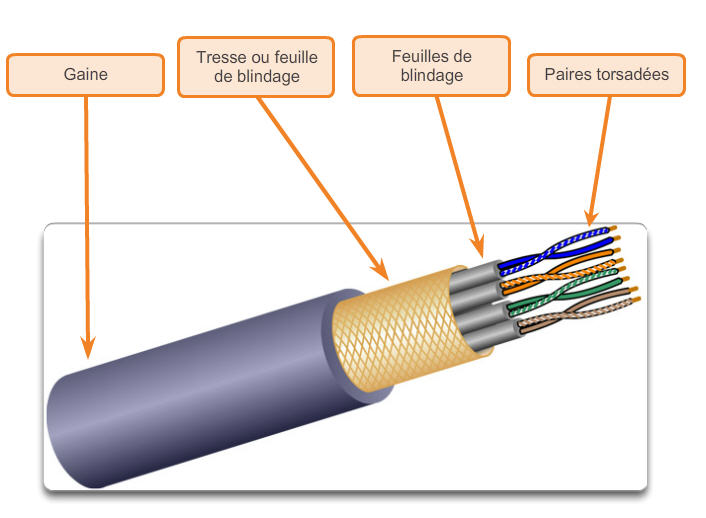 Gaine
Tresse ou feuille
de blindage
Feuilles de
blindage
Paires torsadées